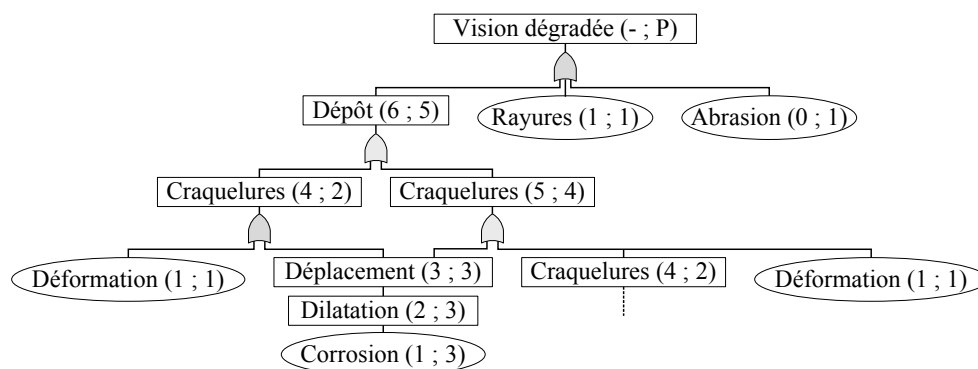 Vision dégradée (- ; P)
Dépôt (6 ; 5)
Rayures (1 ; 1)
Abrasion (0 ; 1)
Craquelures (4 ; 2)
Craquelures (5 ; 4)
Déformation (1 ; 1)
Déplacement (3 ; 3)
Craquelures (4 ; 2)
Déformation (1 ; 1)
Dilatation (2 ; 3)
Corrosion (1 ; 3)